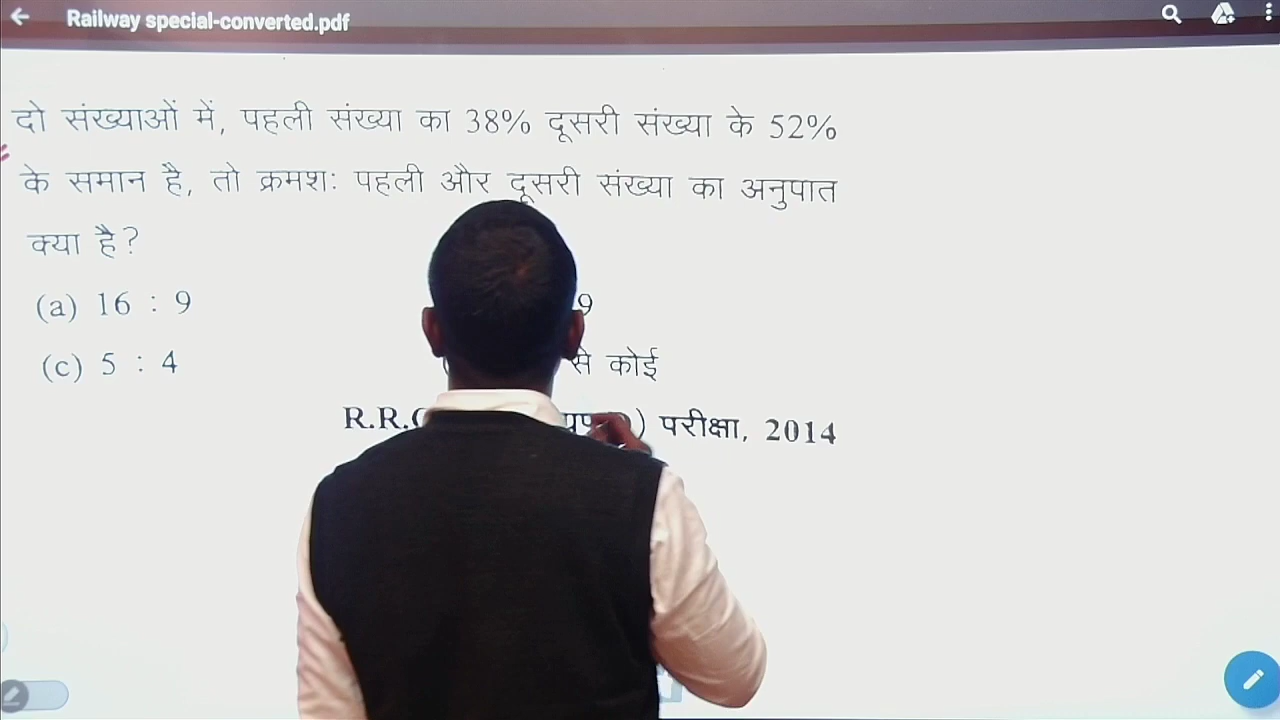 Railway special-converted.pdf
दो संख्याओं में, पहली संख्या का 38% दूसरी संख्या के 52%
के समान है, तो क्रमशः पहली और दूसरी संख्या का अनुपात
क्या है?
(a) 16 : 9
9
(c) 5 : 4
से कोई
R.R.C परीक्षा, 2014